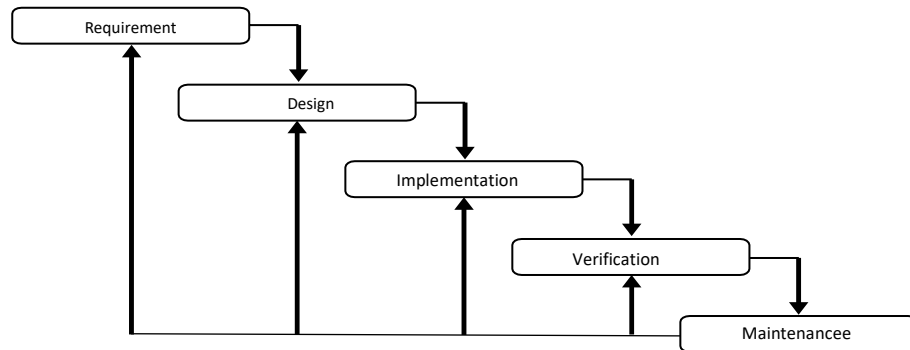 Requirement
Design
Implementation
Verification
Maintenancee